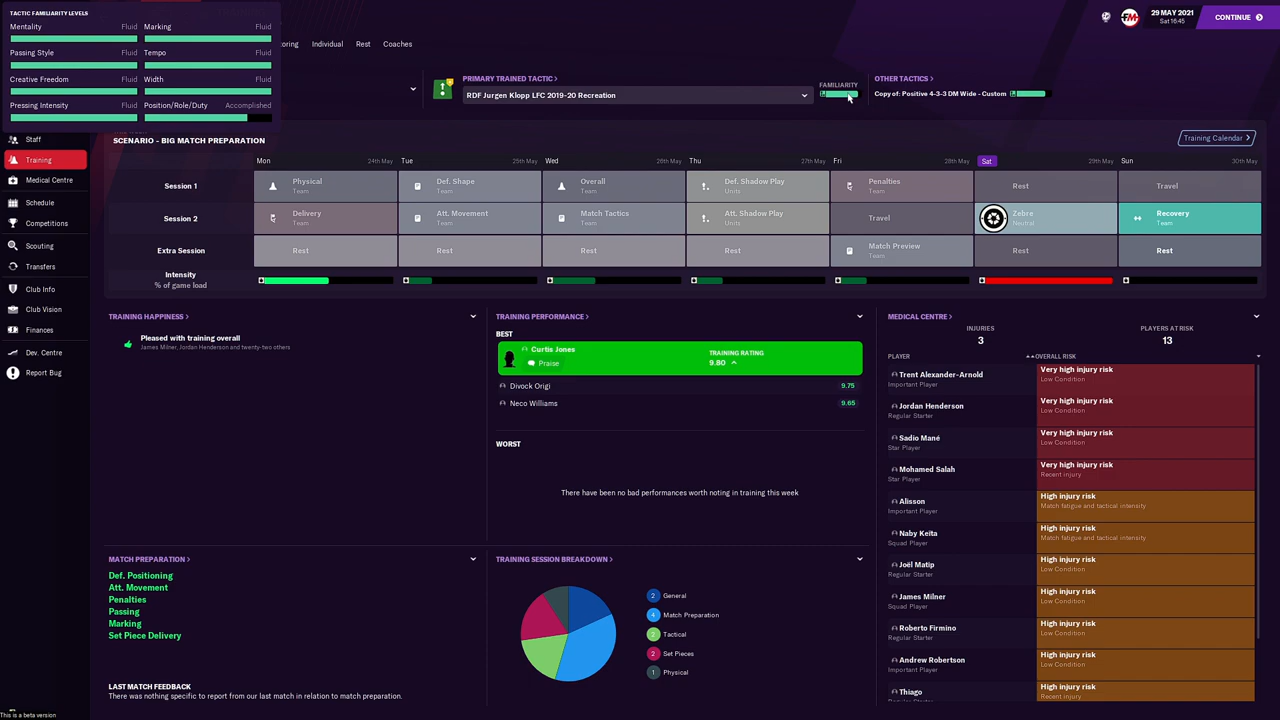 TACTIC FAMILIARITY LEVELS
Mentality Fluid Marking Fluid
Passing Style Fluid Tempo Fluid
Creative Freedom Fluid Width Fluid
Pressing Intensity Fluid Position/Role/Duty Accomplished
Individual Rest Coaches
29 MAY 2021
Sat 16:45
FM
CONTINUE
PRIMARY TRAINED TACTIC
RDF Jurgen Klopp LFC 2019-20 Recreation
FAMILIARITY
OTHER TACTICS
Copy of: Positive 4-3-3 DM Wide - Custom
Staff
Training
Medical Centre
Schedule
Competitions
Scouting
Transfers
Club Info
Club Vision
Finances
Dev. Centre
Report Bug
SCENARIO - BIG MATCH PREPARATION
Training Calendar
Mon 24th May Tue 25th May Wed 26th May Thu 27th May Fri 28th May Sat 29th May Sun 30th May
Session 1
Physical
Team
Def. Shape
Team
Overall
Team
Def. Shadow Play
Units
Penalties
Team
Rest
Travel
Session 2
Delivery
Team
Att. Movement
Team
Match Tactics
Team
Att. Shadow Play
Units
Travel
Zebre
Neutral
Recovery
Team
Extra Session
Rest
Rest
Rest
Rest
Match Preview
Team
Rest
Rest
Intensity
% of game load
TRAINING HAPPINESS
Pleased with training overall
James Milner, Jordan Henderson and twenty-two others
TRAINING PERFORMANCE
BEST
Curtis Jones
Praise
TRAINING RATING
9.80
Divock Origi 9.75
Neco Williams 9.65
WORST
There have been no bad performances worth noting in training this week
MEDICAL CENTRE
INJURIES
3
PLAYERS AT RISK
13
PLAYER OVERALL RISK
Trent Alexander-Arnold
Important Player
Very high injury risk
Low Condition
Jordan Henderson
Regular Starter
Very high injury risk
Low Condition
Sadio Mané
Star Player
Very high injury risk
Low Condition
Mohamed Salah
Star Player
Very high injury risk
Recent injury
Alisson
Important Player
High injury risk
Match fatigue and tactical intensity
Naby Keïta
Squad Player
High injury risk
Match fatigue and tactical intensity
Joël Matip
Regular Starter
High injury risk
Low Condition
James Milner
Squad Player
High injury risk
Low Condition
Roberto Firmino
Regular Starter
High injury risk
Low Condition
Andrew Robertson
Important Player
High injury risk
Low Condition
Thiago
Regular Starter
High injury risk
Recent injury
MATCH PREPARATION
Def. Positioning
Att. Movement
Penalties
Passing
Marking
Set Piece Delivery
LAST MATCH FEEDBACK
There was nothing specific to report from our last match in relation to match preparation.
TRAINING SESSION BREAKDOWN
2 General
4 Match Preparation
2 Tactical
2 Set Pieces
1 Physical
This is a beta version